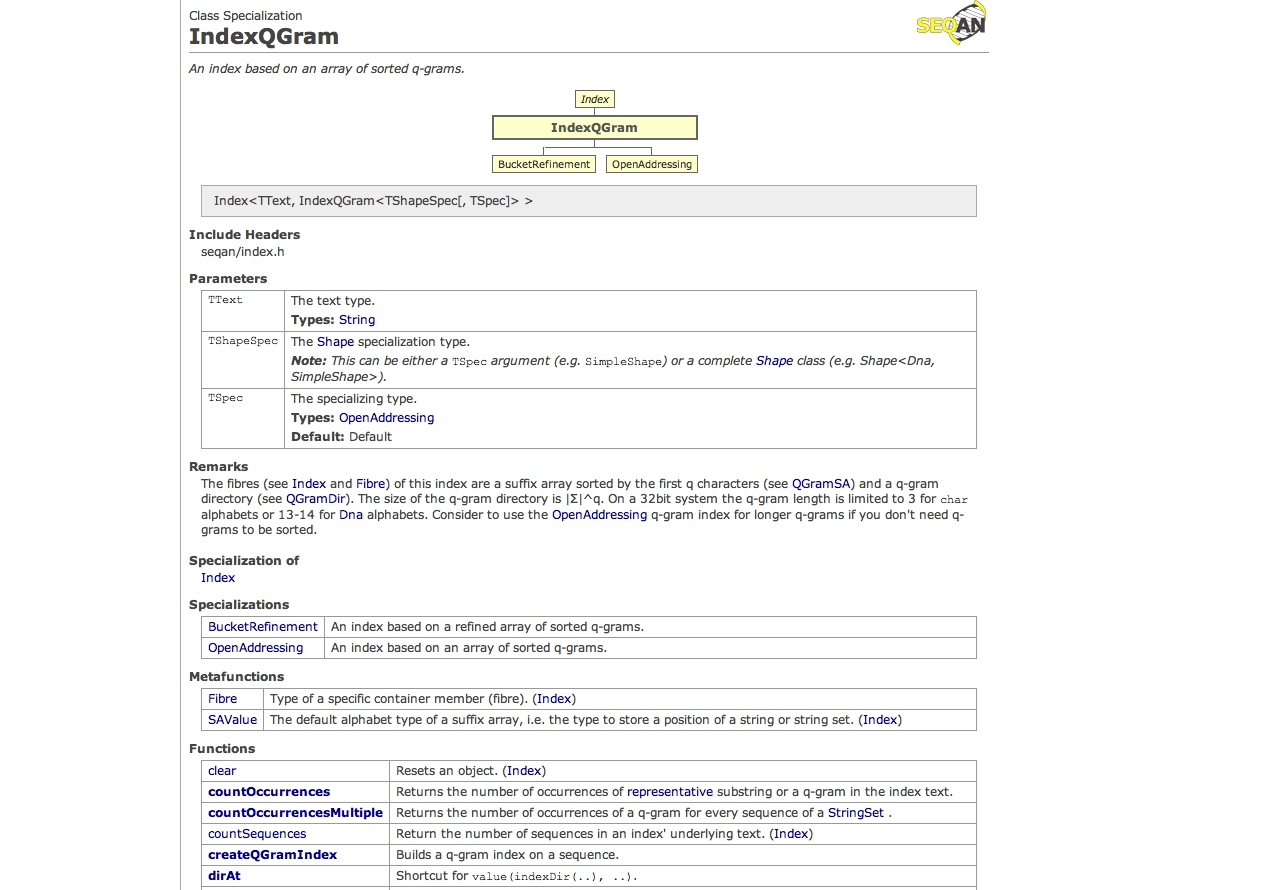 Class Specialization
IndexQGram
SEQAN
An index based on an array of sorted q-grams.
Index
IndexQGram
BucketRefinement OpenAddressing
Index<TText, IndexQGram<TShapeSpec[, TSpec]> >
Include Headers
seqan/index.h
Parameters
TText The text type.
Types: String
TShapeSpec The Shape specialization type.
Note: This can be either a TSpec argument (e.g. SimpleShape) or a complete Shape class (e.g. Shape<Dna,
SimpleShape>).
TSpec The specializing type.
Types: OpenAddressing
Default: Default
Remarks
The fibres (see Index and Fibre) of this index are a suffix array sorted by the first q characters (see QGramSA) and a q-gram
directory (see QGramDir). The size of the q-gram directory is |Σ|^q. On a 32bit system the q-gram length is limited to 3 for char
alphabets or 13-14 for Dna alphabets. Consider to use the OpenAddressing q-gram index for longer q-grams if you don't need q-
grams to be sorted.
Specialization of
Index
Specializations
BucketRefinement An index based on a refined array of sorted q-grams.
OpenAddressing An index based on an array of sorted q-grams.
Metafunctions
Fibre Type of a specific container member (fibre). (Index)
SAValue The default alphabet type of a suffix array, i.e. the type to store a position of a string or string set. (Index)
Functions
clear Resets an object. (Index)
countOccurrences Returns the number of occurrences of representative substring or a q-gram in the index text.
countOccurrencesMultiple Returns the number of occurrences of a q-gram for every sequence of a StringSet .
countSequences Return the number of sequences in an index' underlying text. (Index)
createQGramIndex Builds a q-gram index on a sequence.
dirAt Shortcut for value(indexDir(..), ..).